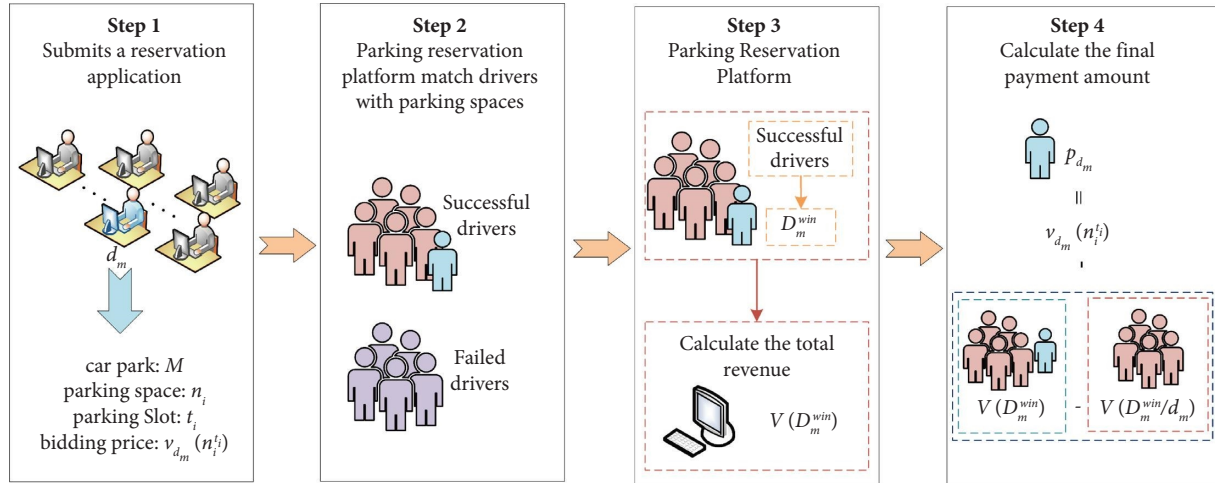 Step 1
Submits a reservation
application
d_m
car park: M
parking space: n_i
parking Slot: t_i
bidding price: v_{d_m} (n_i^{t_i})
Step 2
Parking reservation
platform match drivers
with parking spaces
Successful
drivers
Failed
drivers
Step 3
Parking Reservation
Platform
Successful
drivers
D_m^{win}
Calculate the total
revenue
V (D_m^{win})
Step 4
Calculate the final
payment amount
p_{d_m}
=
v_{d_m} (n_i^{t_i})
-
V (D_m^{win}) - V (D_m^{win}/d_m)